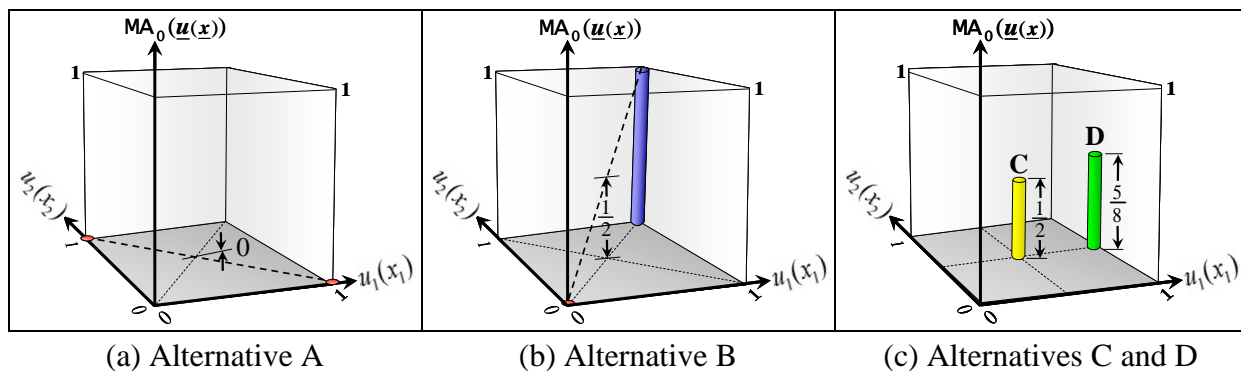 MA₀(u(x))
1
1
0
u₂(x₂)
1
0
0
1
u₁(x₁)
(a) Alternative A
MA₀(u(x))
1
1
1
2
u₂(x₂)
1
0
0
1
u₁(x₁)
(b) Alternative B
MA₀(u(x))
1
1
C
D
1
2
5
8
u₂(x₂)
1
0
0
1
u₁(x₁)
(c) Alternatives C and D